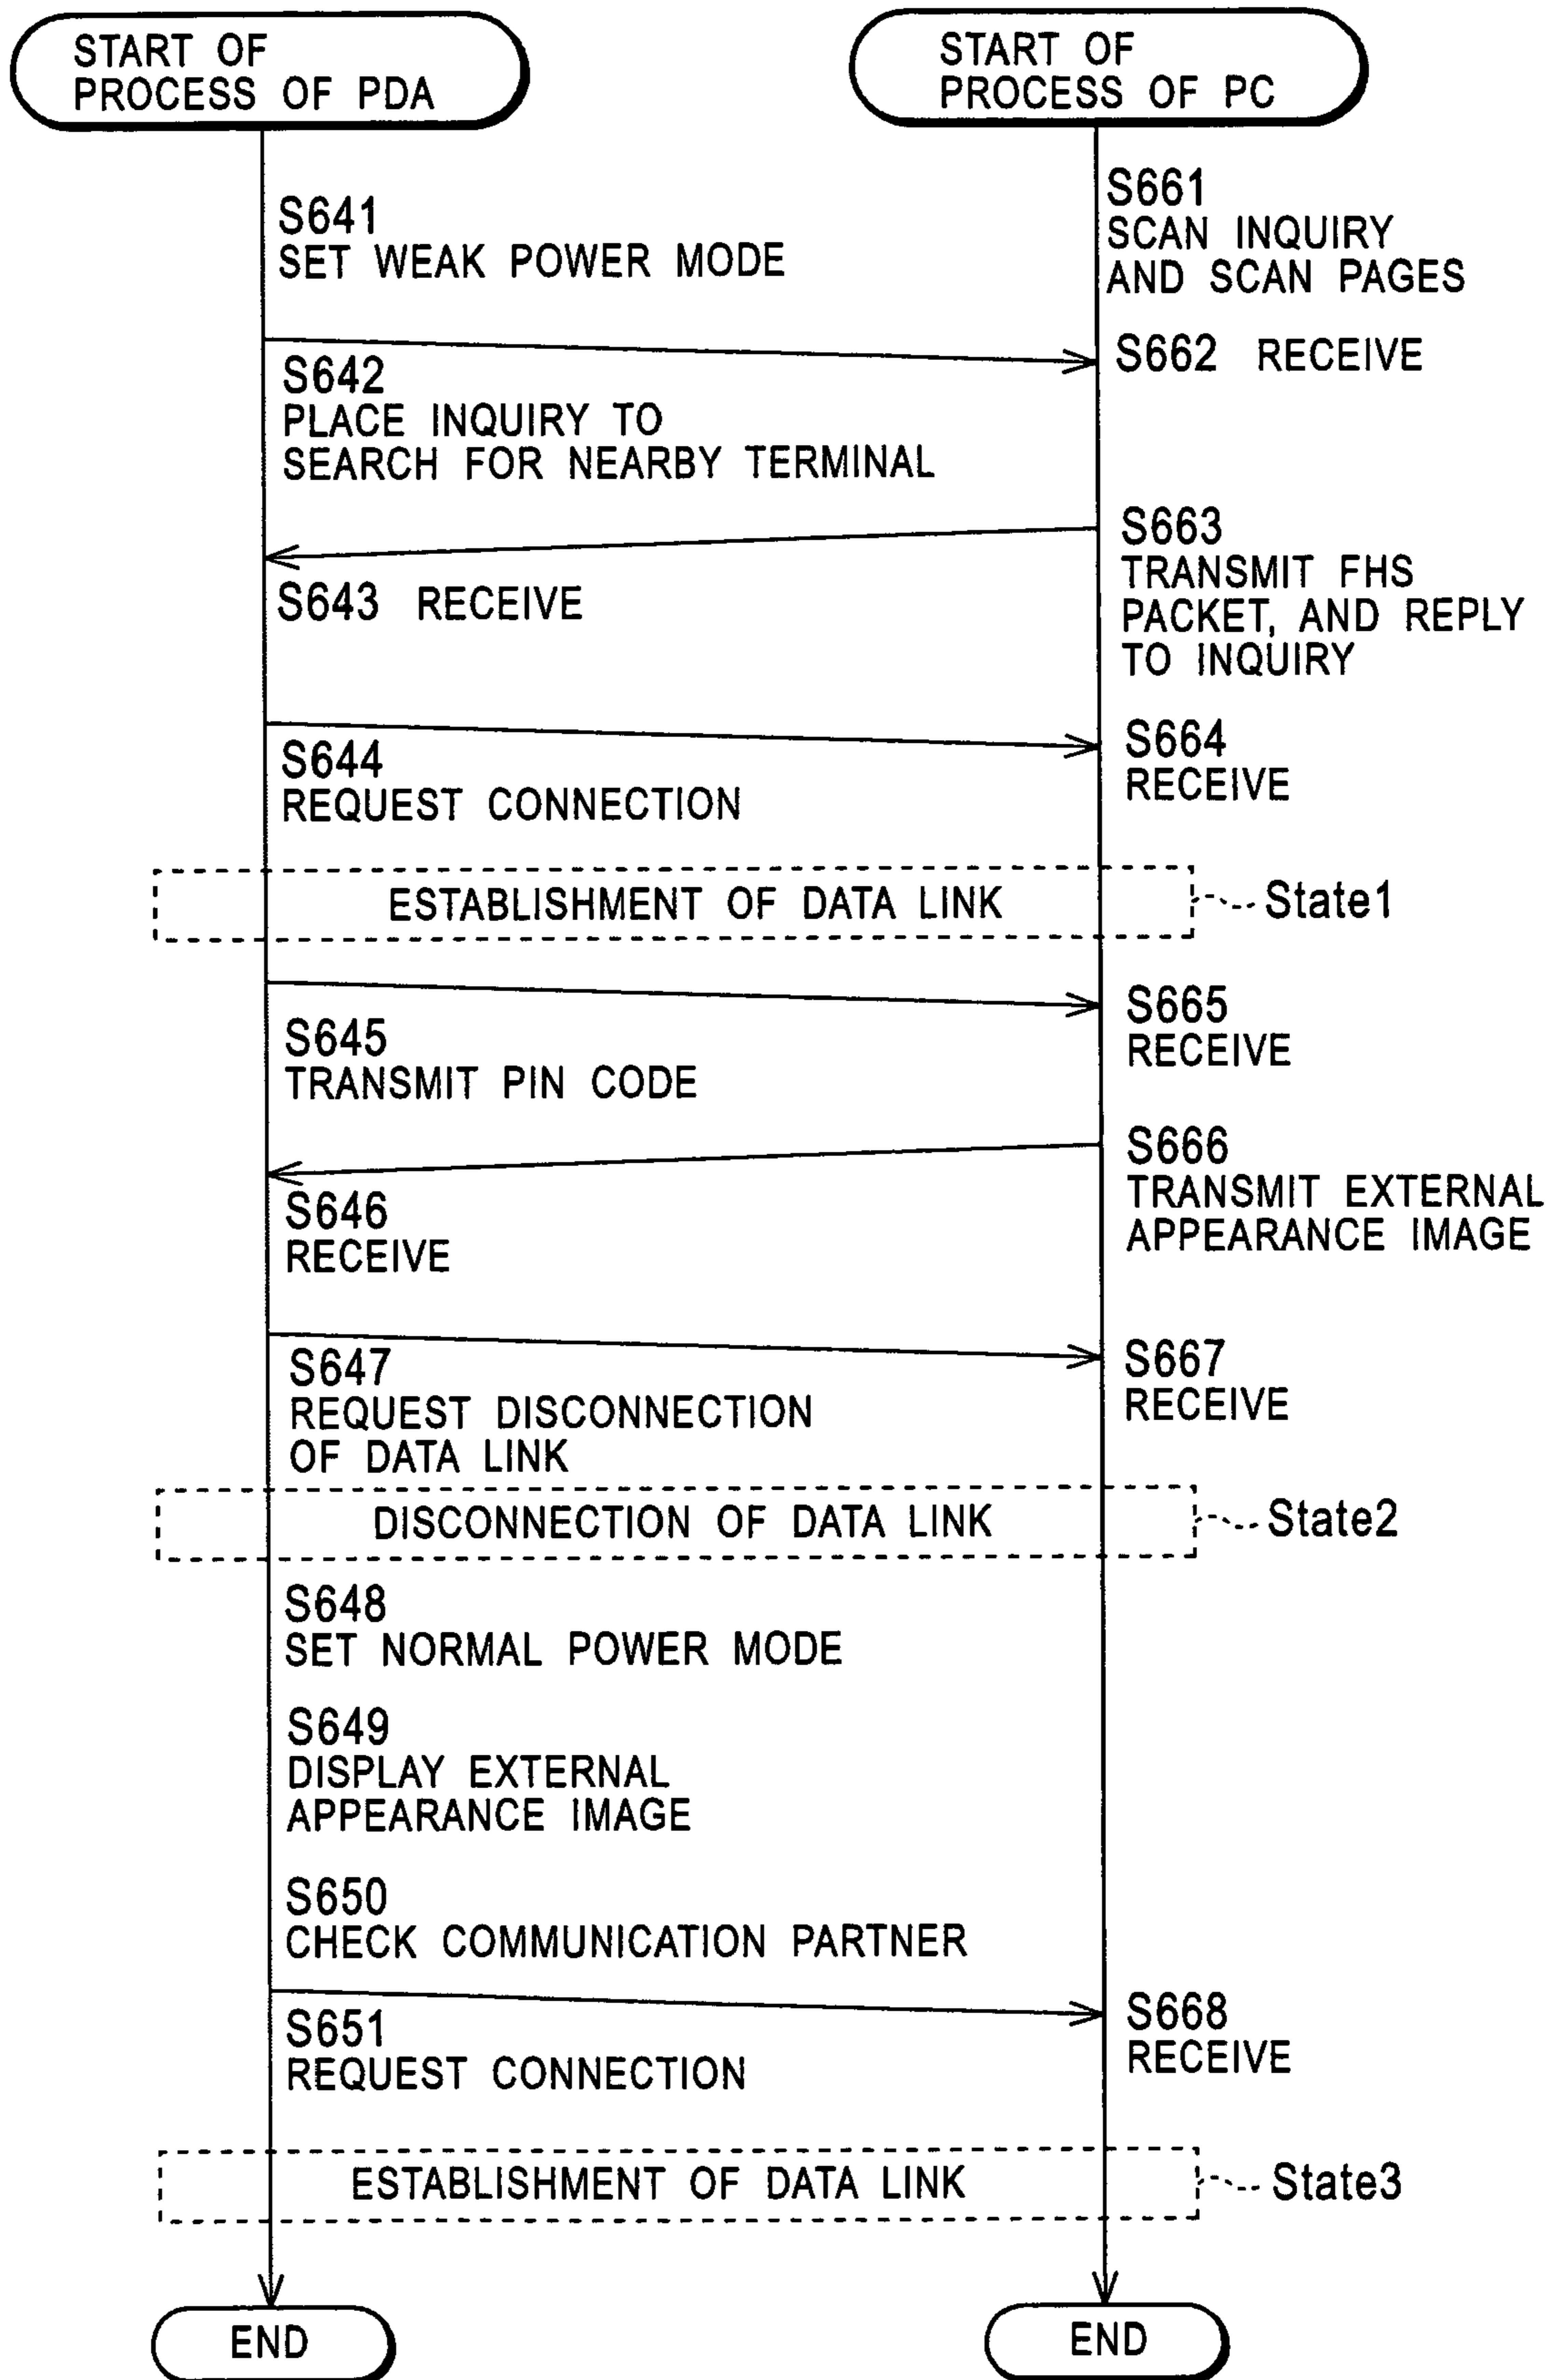 START OF
PROCESS OF PDA
START OF
PROCESS OF PC
S641
SET WEAK POWER MODE
S661
SCAN INQUIRY
AND SCAN PAGES
S662 RECEIVE
S642
PLACE INQUIRY TO
SEARCH FOR NEARBY TERMINAL
S663
TRANSMIT FHS
PACKET, AND REPLY
TO INQUIRY
S643 RECEIVE
S644
REQUEST CONNECTION
S664
RECEIVE
ESTABLISHMENT OF DATA LINK
State1
S645
TRANSMIT PIN CODE
S665
RECEIVE
S666
TRANSMIT EXTERNAL
APPEARANCE IMAGE
S646
RECEIVE
S647
REQUEST DISCONNECTION
OF DATA LINK
S667
RECEIVE
DISCONNECTION OF DATA LINK
State2
S648
SET NORMAL POWER MODE
S649
DISPLAY EXTERNAL
APPEARANCE IMAGE
S650
CHECK COMMUNICATION PARTNER
S651
REQUEST CONNECTION
S668
RECEIVE
ESTABLISHMENT OF DATA LINK
State3
END
END